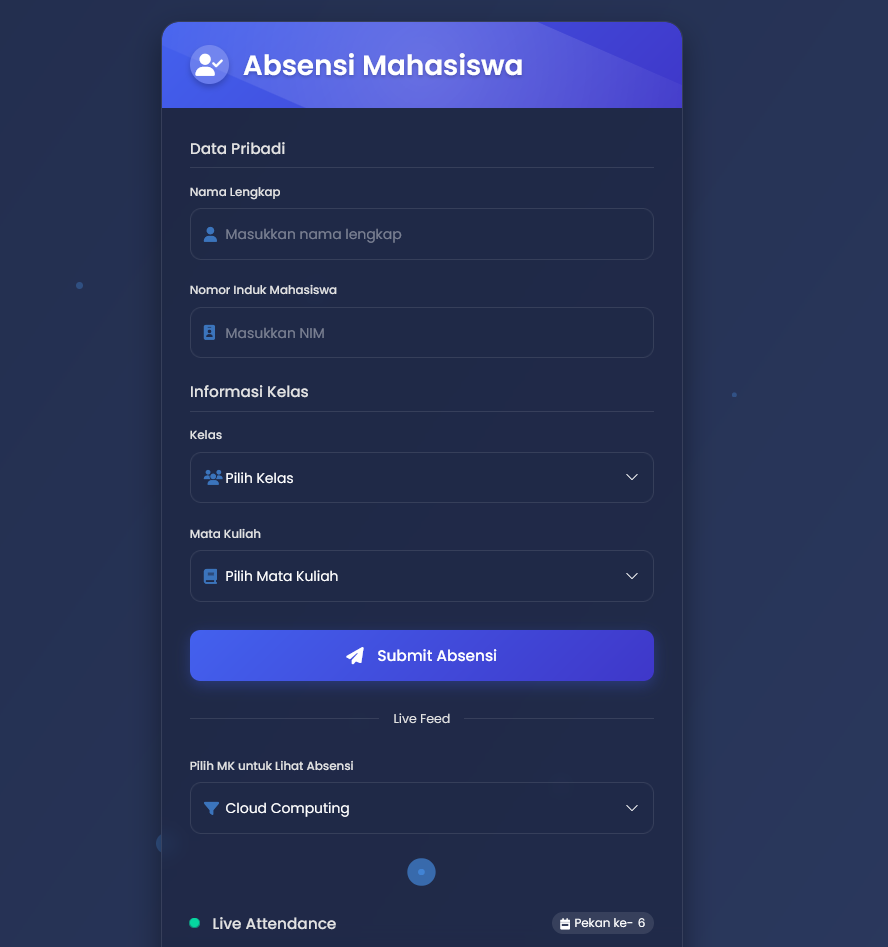 Absensi Mahasiswa
Data Pribadi
Nama Lengkap
Masukkan nama lengkap
Nomor Induk Mahasiswa
Masukkan NIM
Informasi Kelas
Kelas
Pilih Kelas
Mata Kuliah
Pilih Mata Kuliah
Submit Absensi
Live Feed
Pilih MK untuk Lihat Absensi
Cloud Computing
Live Attendance
Pekan ke- 6